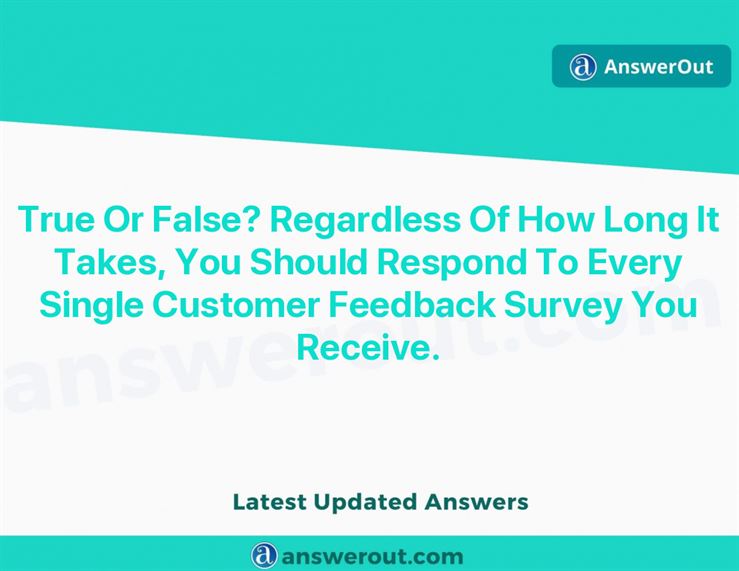 AnswerOut
True Or False? Regardless Of How Long It
Takes, You Should Respond To Every
Single Customer Feedback Survey You
Receive.
answerout.com
Latest Updated Answers
answerout.com